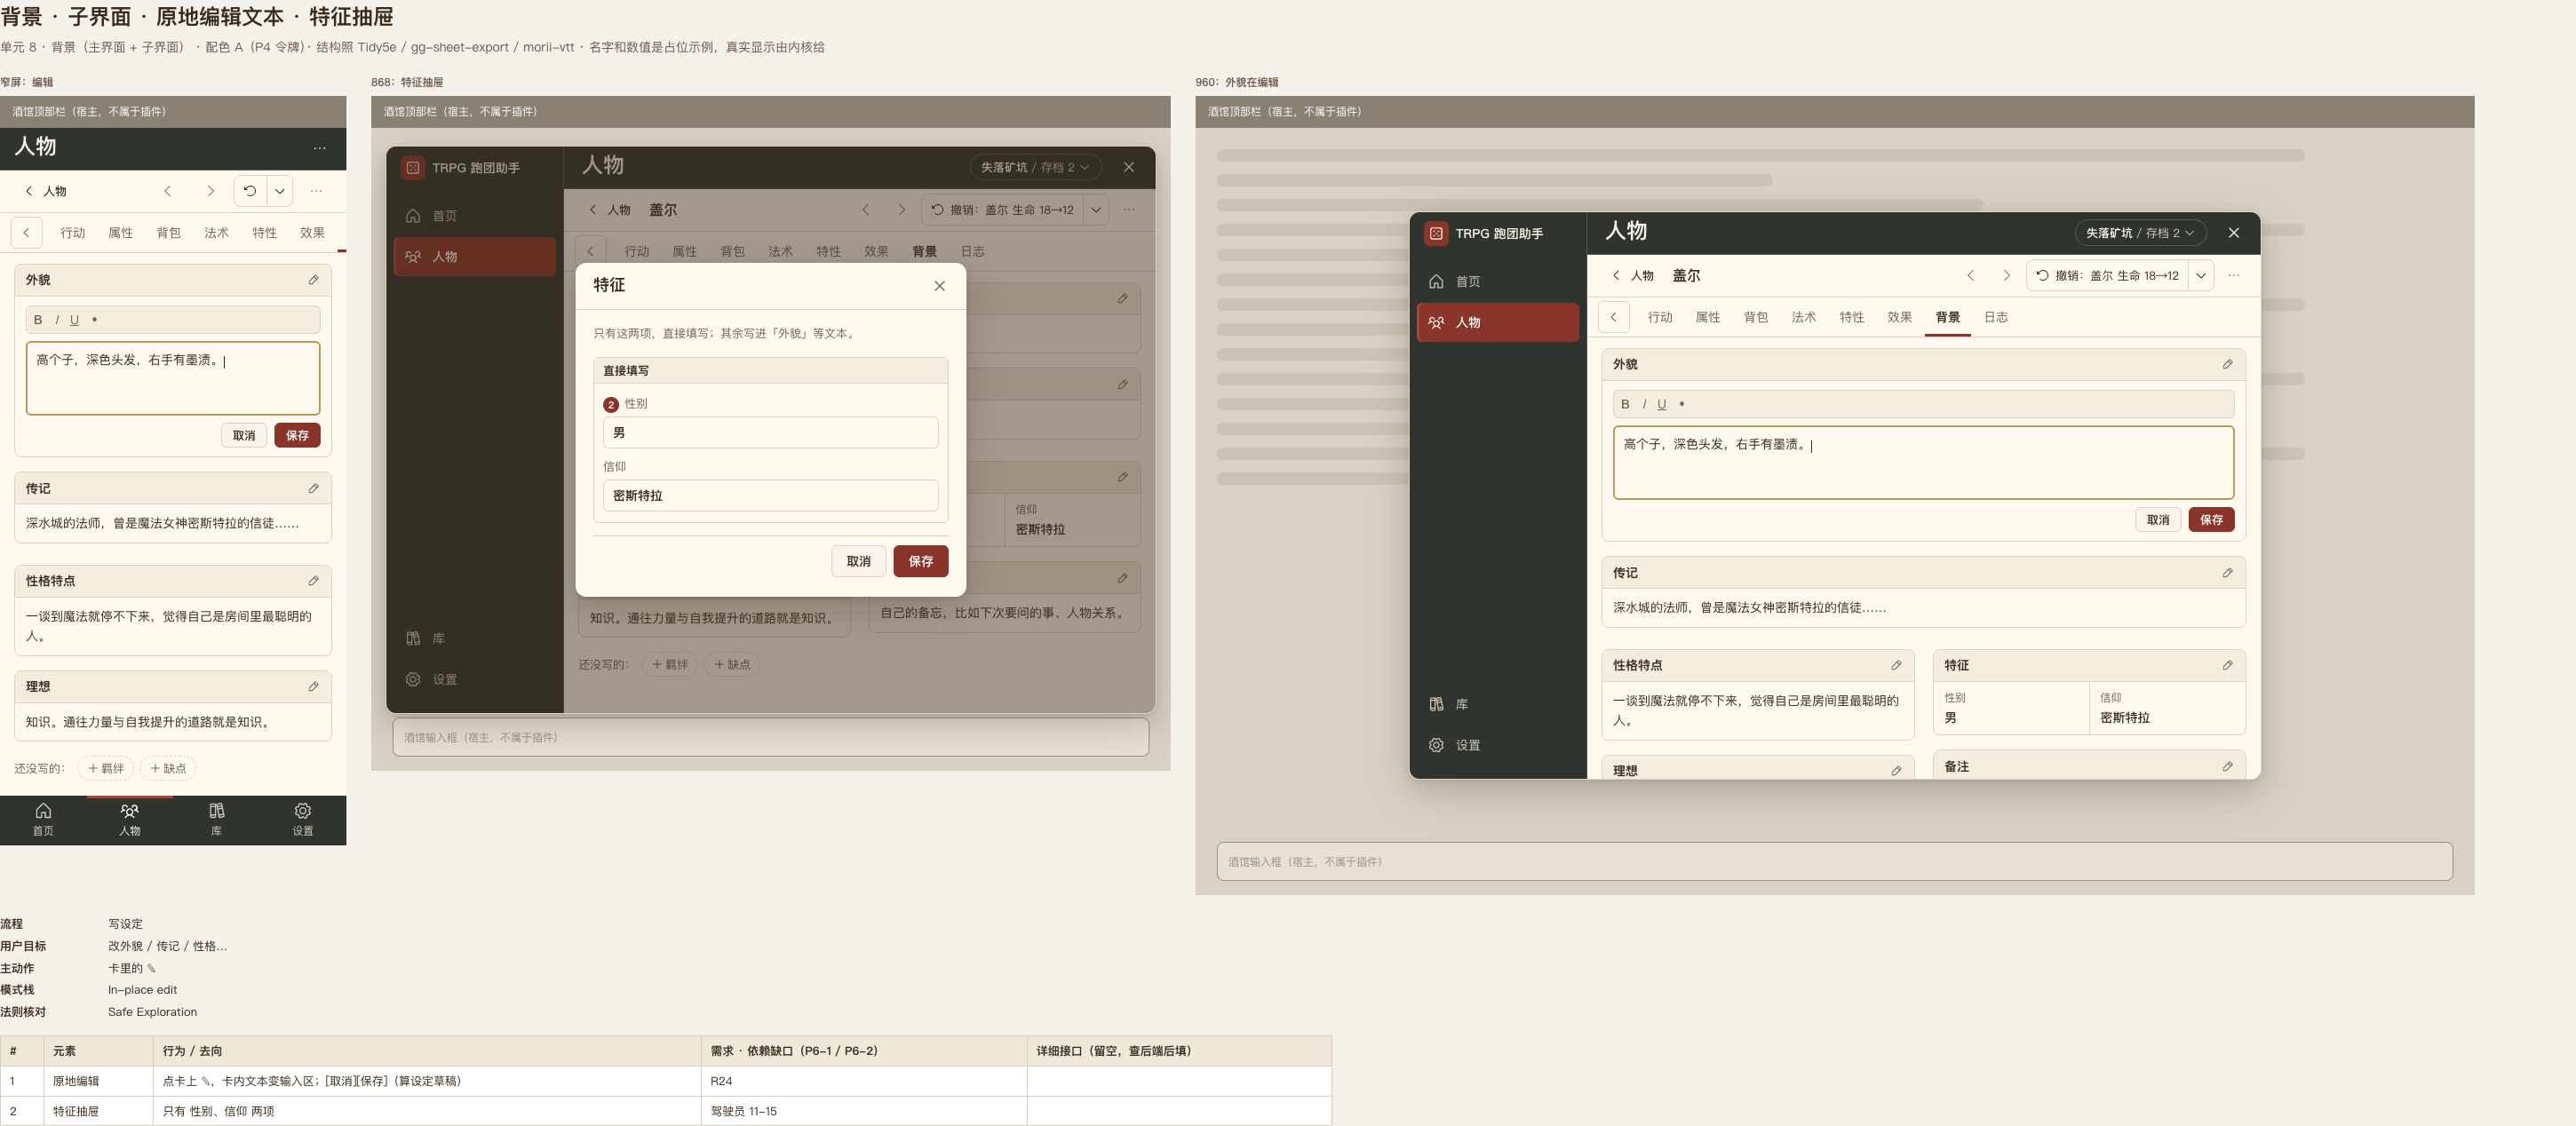 背景 · 子界面 · 原地编辑文本 · 特征抽屉
单元 8 · 背景（主界面 + 子界面） · 配色 A（P4 令牌）· 结构照 Tidy5e / gg-sheet-export / morii-vtt · 名字和数值是占位示例，真实显示由内核给
窄屏：编辑
酒馆顶部栏（宿主，不属于插件）
人物
···
人物
···
行动 属性 背包 法术 特性 效果
外貌
B I U •
高个子，深色头发，右手有墨渍。
取消 保存
传记
深水城的法师，曾是魔法女神密斯特拉的信徒……
性格特点
一谈到魔法就停不下来，觉得自己是房间里最聪明的
人。
理想
知识。通往力量与自我提升的道路就是知识。
还没写的： + 羁绊 + 缺点
首页 人物 库 设置
868：特征抽屉
酒馆顶部栏（宿主，不属于插件）
TRPG 跑团助手
首页
人物
库
设置
人物
失落矿坑 / 存档 2
人物 盖尔
撤销：盖尔 生命 18→12
···
行动 属性 背包 法术 特性 效果 背景 日志
特征
只有这两项，直接填写；其余写进「外貌」等文本。
直接填写
2 性别
男
信仰
密斯特拉
取消 保存
信仰
密斯特拉
知识。通往力量与自我提升的道路就是知识。
自己的备忘，比如下次要问的事、人物关系。
还没写的： + 羁绊 + 缺点
酒馆输入框（宿主，不属于插件）
960：外貌在编辑
酒馆顶部栏（宿主，不属于插件）
TRPG 跑团助手
首页
人物
库
设置
人物
失落矿坑 / 存档 2
人物 盖尔
撤销：盖尔 生命 18→12
···
行动 属性 背包 法术 特性 效果 背景 日志
外貌
B I U •
高个子，深色头发，右手有墨渍。
取消 保存
传记
深水城的法师，曾是魔法女神密斯特拉的信徒……
性格特点
一谈到魔法就停不下来，觉得自己是房间里最聪明的
人。
特征
性别 信仰
男 密斯特拉
理想
备注
酒馆输入框（宿主，不属于插件）
流程 写设定
用户目标 改外貌 / 传记 / 性格…
主动作 卡里的 ✎
模式栈 In-place edit
法则核对 Safe Exploration
# 元素 行为 / 去向 需求 · 依赖缺口（P6-1 / P6-2） 详细接口（留空，查后端后填）
1 原地编辑 点卡上 ✎，卡内文本变输入区；[取消][保存]（算设定草稿） R24
2 特征抽屉 只有 性别、信仰 两项 驾驶员 11-15